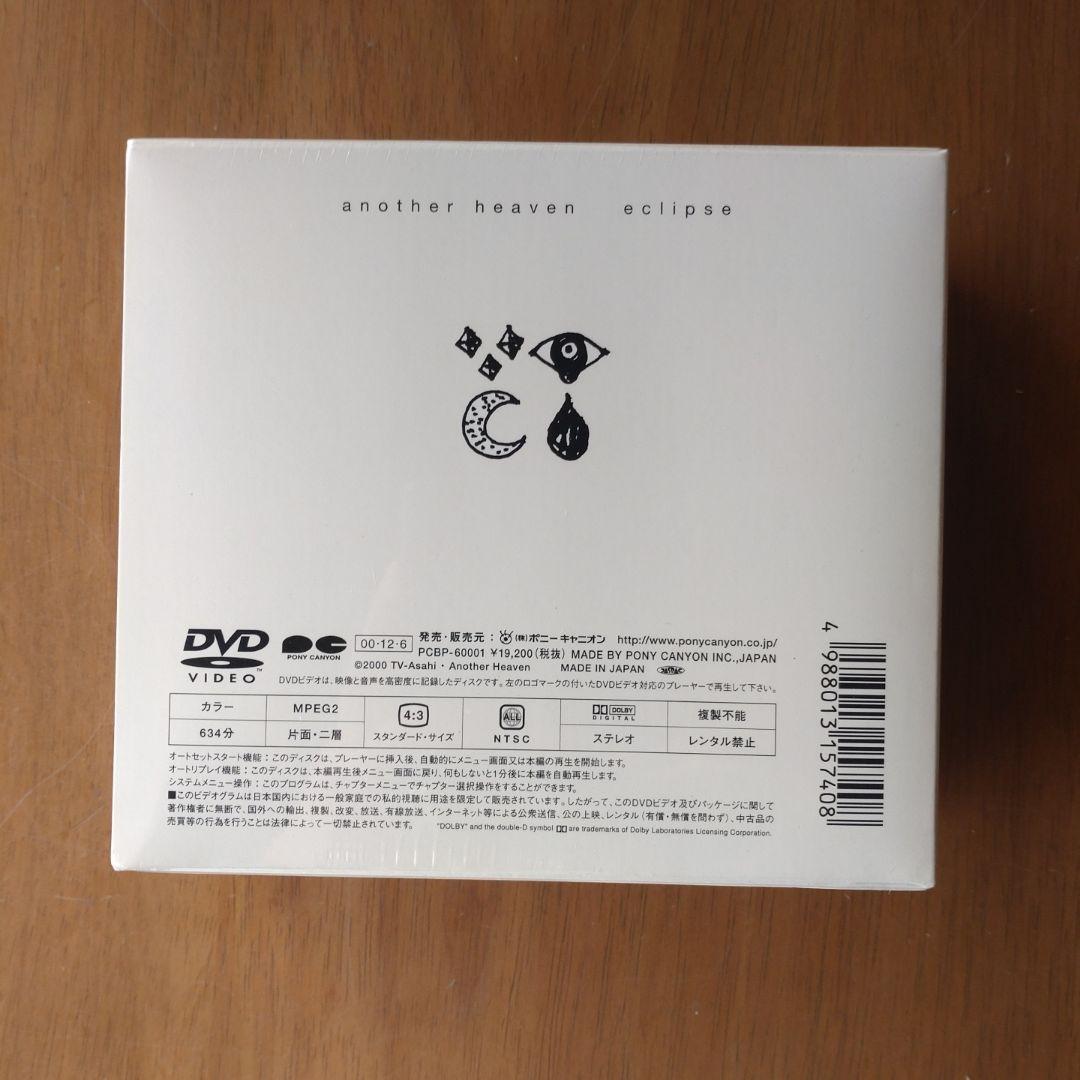 another heaven eclipse
DVD VIDEO TM PONY CANYON 00・12・6 発売・販売元：(株)ポニーキャニオン http://www.ponycanyon.co.jp/
PCBP-60001 ¥19,200(税抜) MADE BY PONY CANYON INC.,JAPAN
©2000 TV-Asahi・Another Heaven MADE IN JAPAN
DVDビデオは、映像と音声を高密度に記録したディスクです。左のロゴマークの付いたDVDビデオ対応のプレーヤーで再生して下さい。
カラー MPEG2 4:3 スタンダード・サイズ ALL NTSC DOLBY DIGITAL 複製不能
634分 片面・二層 ステレオ レンタル禁止
オートセットスタート機能：このディスクは、プレーヤーに挿入後、自動的にメニュー画面又は本編の再生を開始します。
オートリプレイ機能：このディスクは、本編再生後メニュー画面に戻り、何もしないと1分後に本編を自動再生します。
システムメニュー操作：このプログラムは、チャプターメニューでチャプター選択操作をすることができます。
■このビデオグラムは日本国内における一般家庭での私的視聴に用途を限定して販売されています。したがって、このDVDビデオ及びパッケージに関して
著作権者に無断で、国外への輸出、複製、改変、放送、有線放送、インターネット等による公衆送信、公の上映、レンタル（有償・無償を問わず）、中古品の
売買等の行為を行うことは法律によって一切禁止されています。 "DOLBY" and the double-D symbol are trademarks of Dolby Laboratories Licensing Corporation.
4 988013 157408